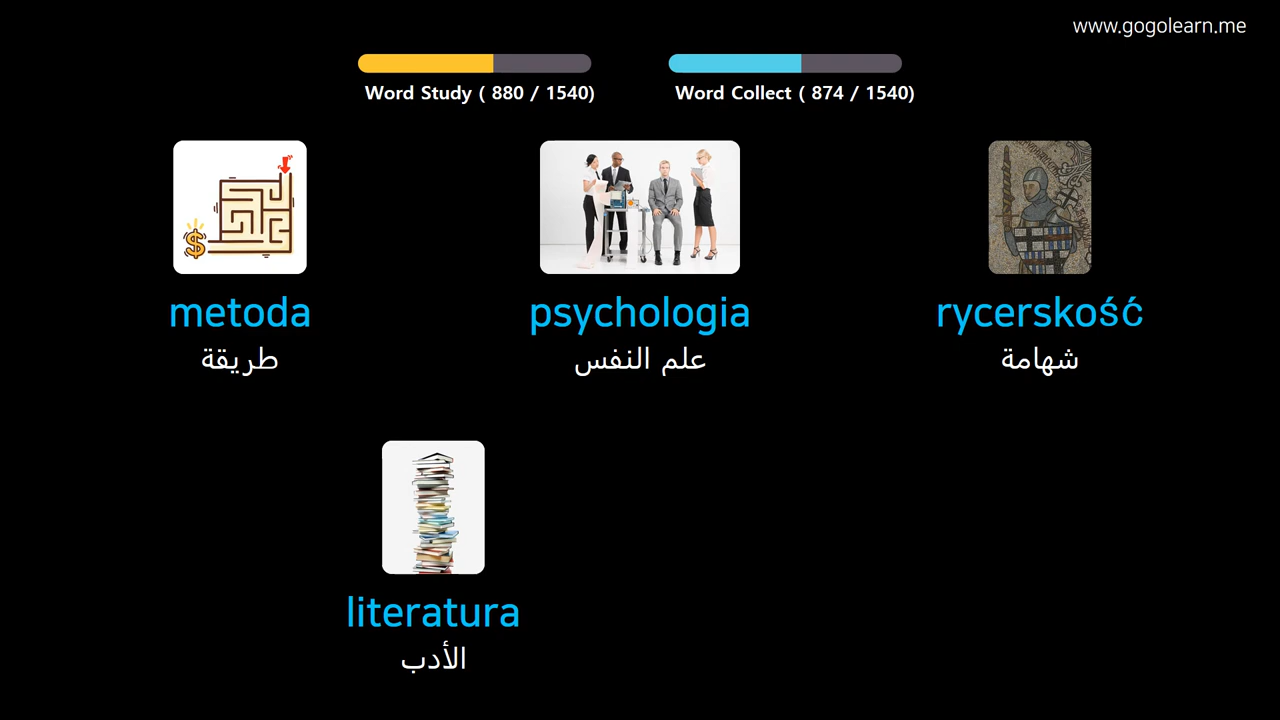 www.gogolearn.me
Word Study ( 880 / 1540)
Word Collect ( 874 / 1540)
metoda
طريقة
psychologia
علم النفس
rycerskość
شهامة
literatura
الأدب